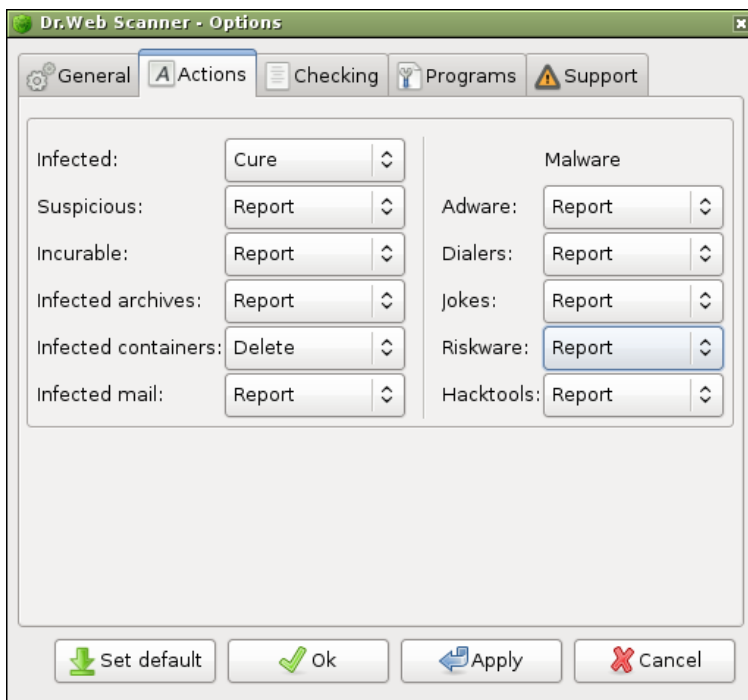 Dr.Web Scanner - Options
General
Actions
Checking
Programs
Support
Infected: Cure
Suspicious: Report
Incurable: Report
Infected archives: Report
Infected containers: Delete
Infected mail: Report
Malware
Adware: Report
Dialers: Report
Jokes: Report
Riskware: Report
Hacktools: Report
Set default
Ok
Apply
Cancel